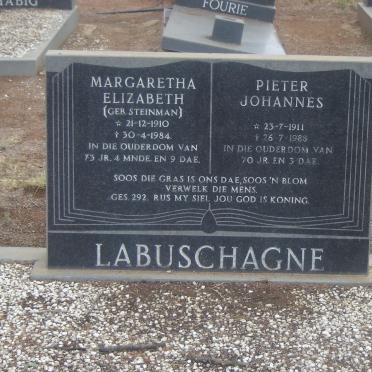 ABIG
FOURIE
MARGARETHA
ELIZABETH
(GEB STEINMAN)
☆ 21-12-1910
✝ 30-4-1984
IN DIE OUDERDOM VAN
73 JR. 4 MNDE. EN 9 DAE.
PIETER
JOHANNES
☆ 23-7-1911
✝ 26-7-198
IN DIE OUDERDOM VAN
70 JR. EN 3 DAE.
SOOS DIE GRAS IS ONS DAE, SOOS 'N BLOM
VERWELK DIE MENS.
GES. 292. RUS MY SIEL JOU GOD IS KONING.
LABUSCHAGNE